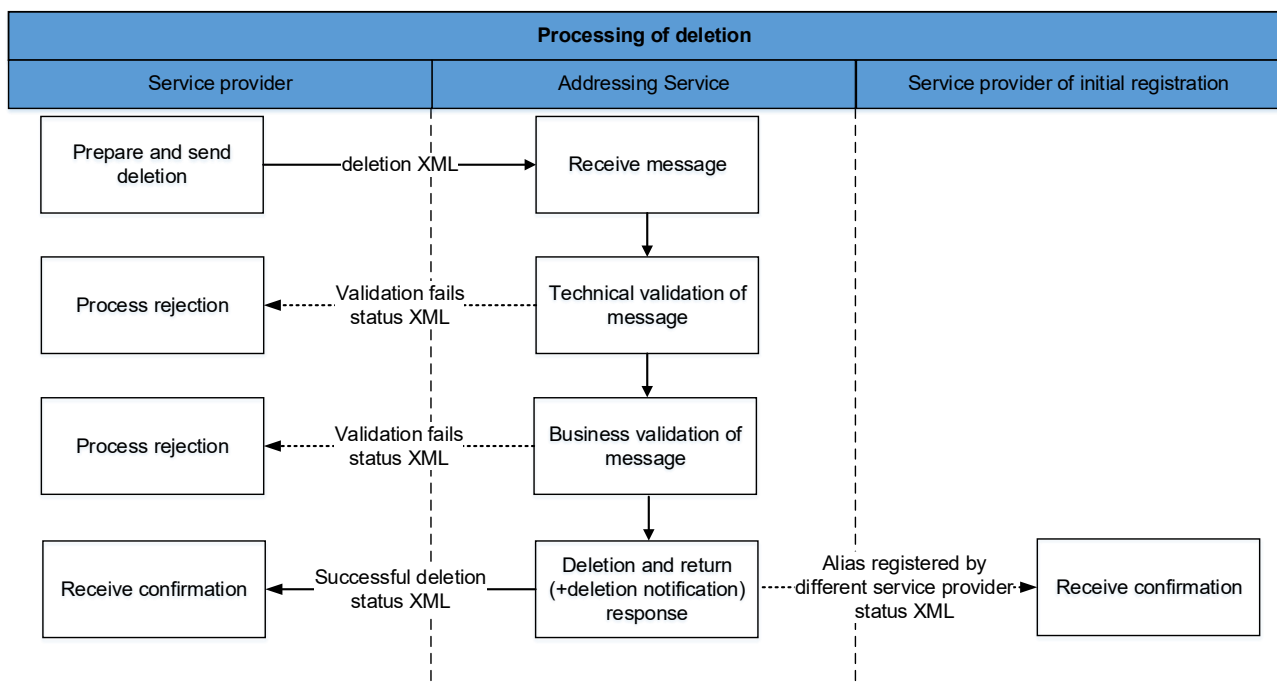 Processing of deletion
Service provider
Addressing Service
Service provider of initial registration
Prepare and send
deletion
deletion XML
Receive message
Process rejection
Validation fails
status XML
Technical validation of
message
Process rejection
Validation fails
status XML
Business validation of
message
Receive confirmation
Successful deletion
status XML
Deletion and return
(+deletion notification)
response
Alias registered by
different service provider
status XML
Receive confirmation